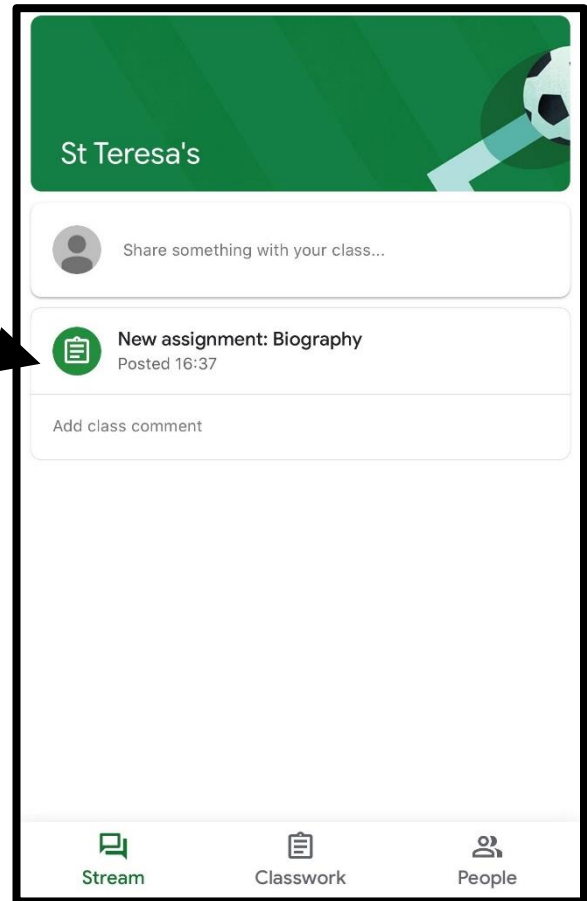 St Teresa's
Share something with your class...
New assignment: Biography
Posted 16:37
Add class comment
Stream
Classwork
People